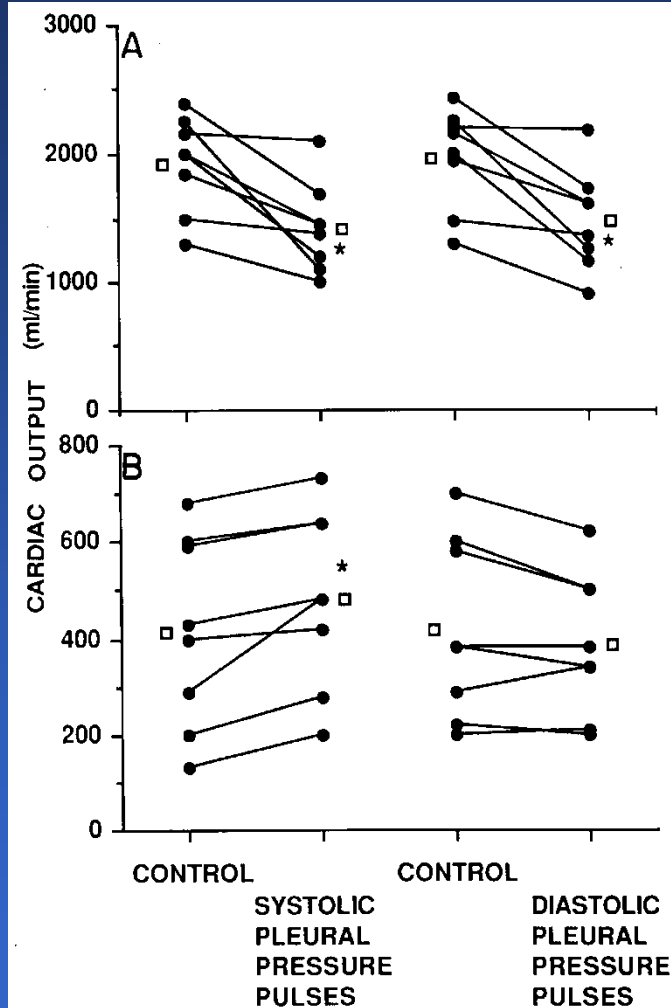 A
3000
2000
1000
0
CARDIAC OUTPUT (ml/min)
*
*
B
800
600
400
200
0
*
CONTROL
SYSTOLIC
PLEURAL
PRESSURE
PULSES
CONTROL
DIASTOLIC
PLEURAL
PRESSURE
PULSES